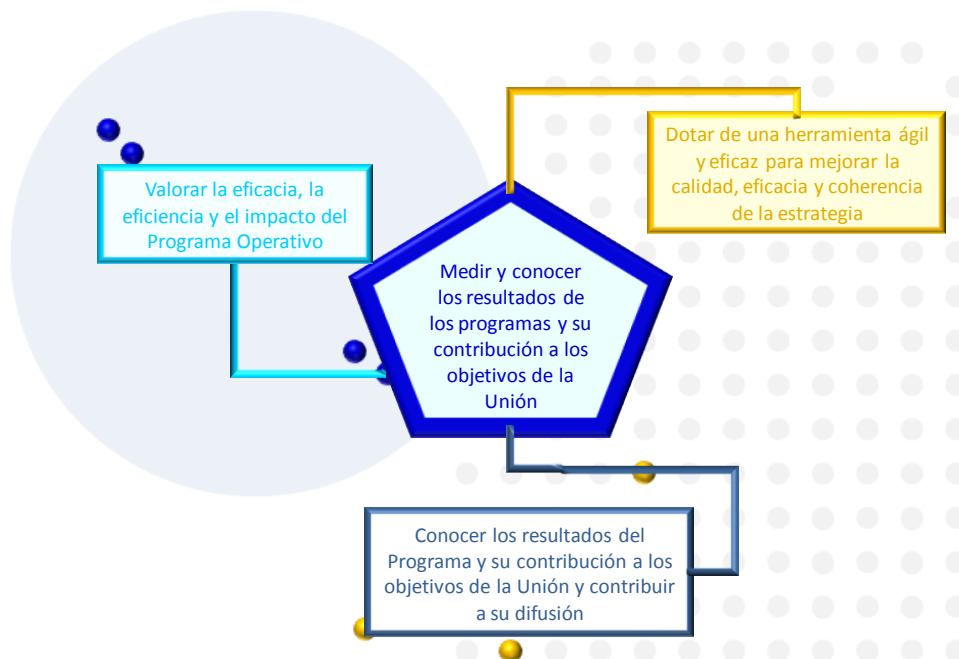 Dotar de una herramienta ágil
y eficaz para mejorar la
calidad, eficacia y coherencia
de la estrategia
Valorar la eficacia, la
eficiencia y el impacto del
Programa Operativo
Medir y conocer
los resultados de
los programas y su
contribución a los
objetivos de la
Unión
Conocer los resultados del
Programa y su contribución a los
objetivos de la Unión y contribuir
a su difusión